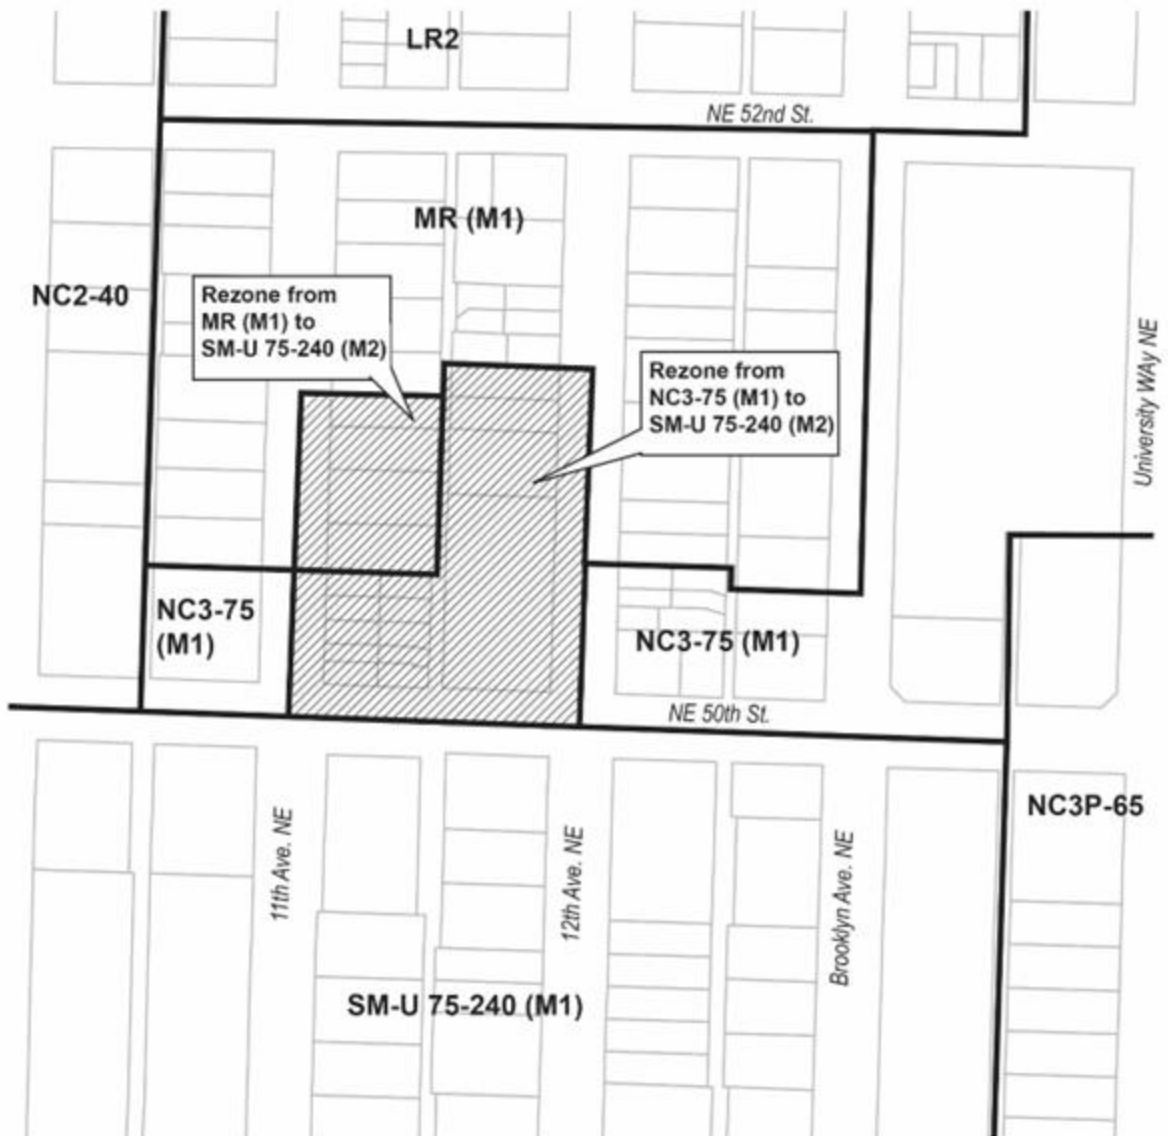 LR2
NE 52nd St.
MR (M1)
NC2-40
Rezone from
MR (M1) to
SM-U 75-240 (M2)
Rezone from
NC3-75 (M1) to
SM-U 75-240 (M2)
University WAy NE
NC3-75
(M1)
NC3-75 (M1)
NE 50th St.
NC3P-65
11th Ave. NE
12th Ave. NE
Brooklyn Ave. NE
SM-U 75-240 (M1)